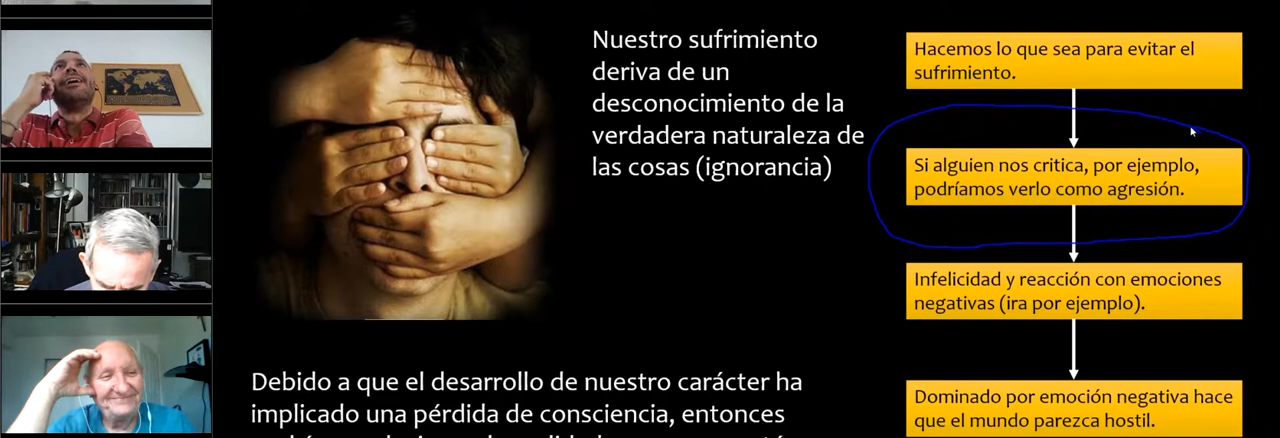 Nuestro sufrimiento
deriva de un
desconocimiento de la
verdadera naturaleza de
las cosas (ignorancia)
Hacemos lo que sea para evitar el
sufrimiento.
Si alguien nos critica, por ejemplo,
podríamos verlo como agresión.
Infelicidad y reacción con emociones
negativas (ira por ejemplo).
Dominado por emoción negativa hace
que el mundo parezca hostil.
Debido a que el desarrollo de nuestro carácter ha
implicado una pérdida de consciencia, entonces